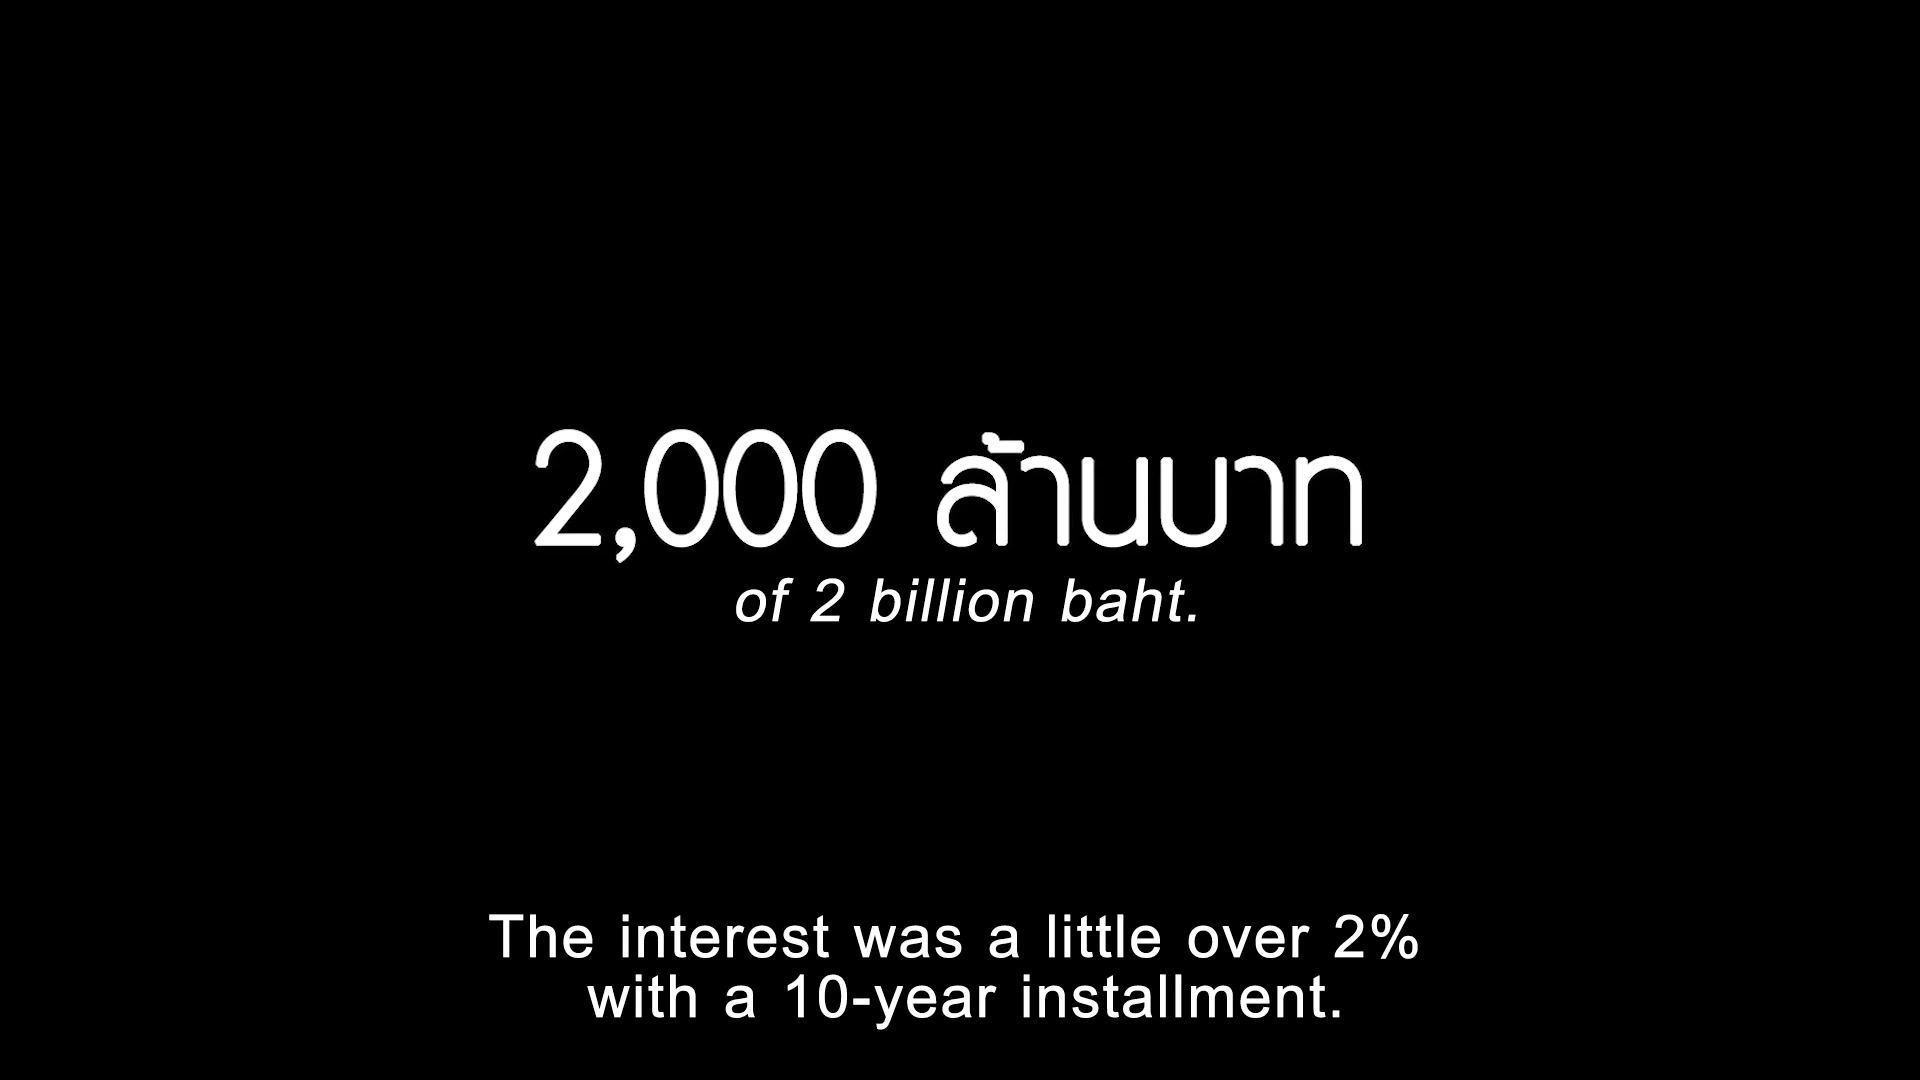 2,000 ล้านบาท
of 2 billion baht.
The interest was a little over 2%
with a 10-year installment.